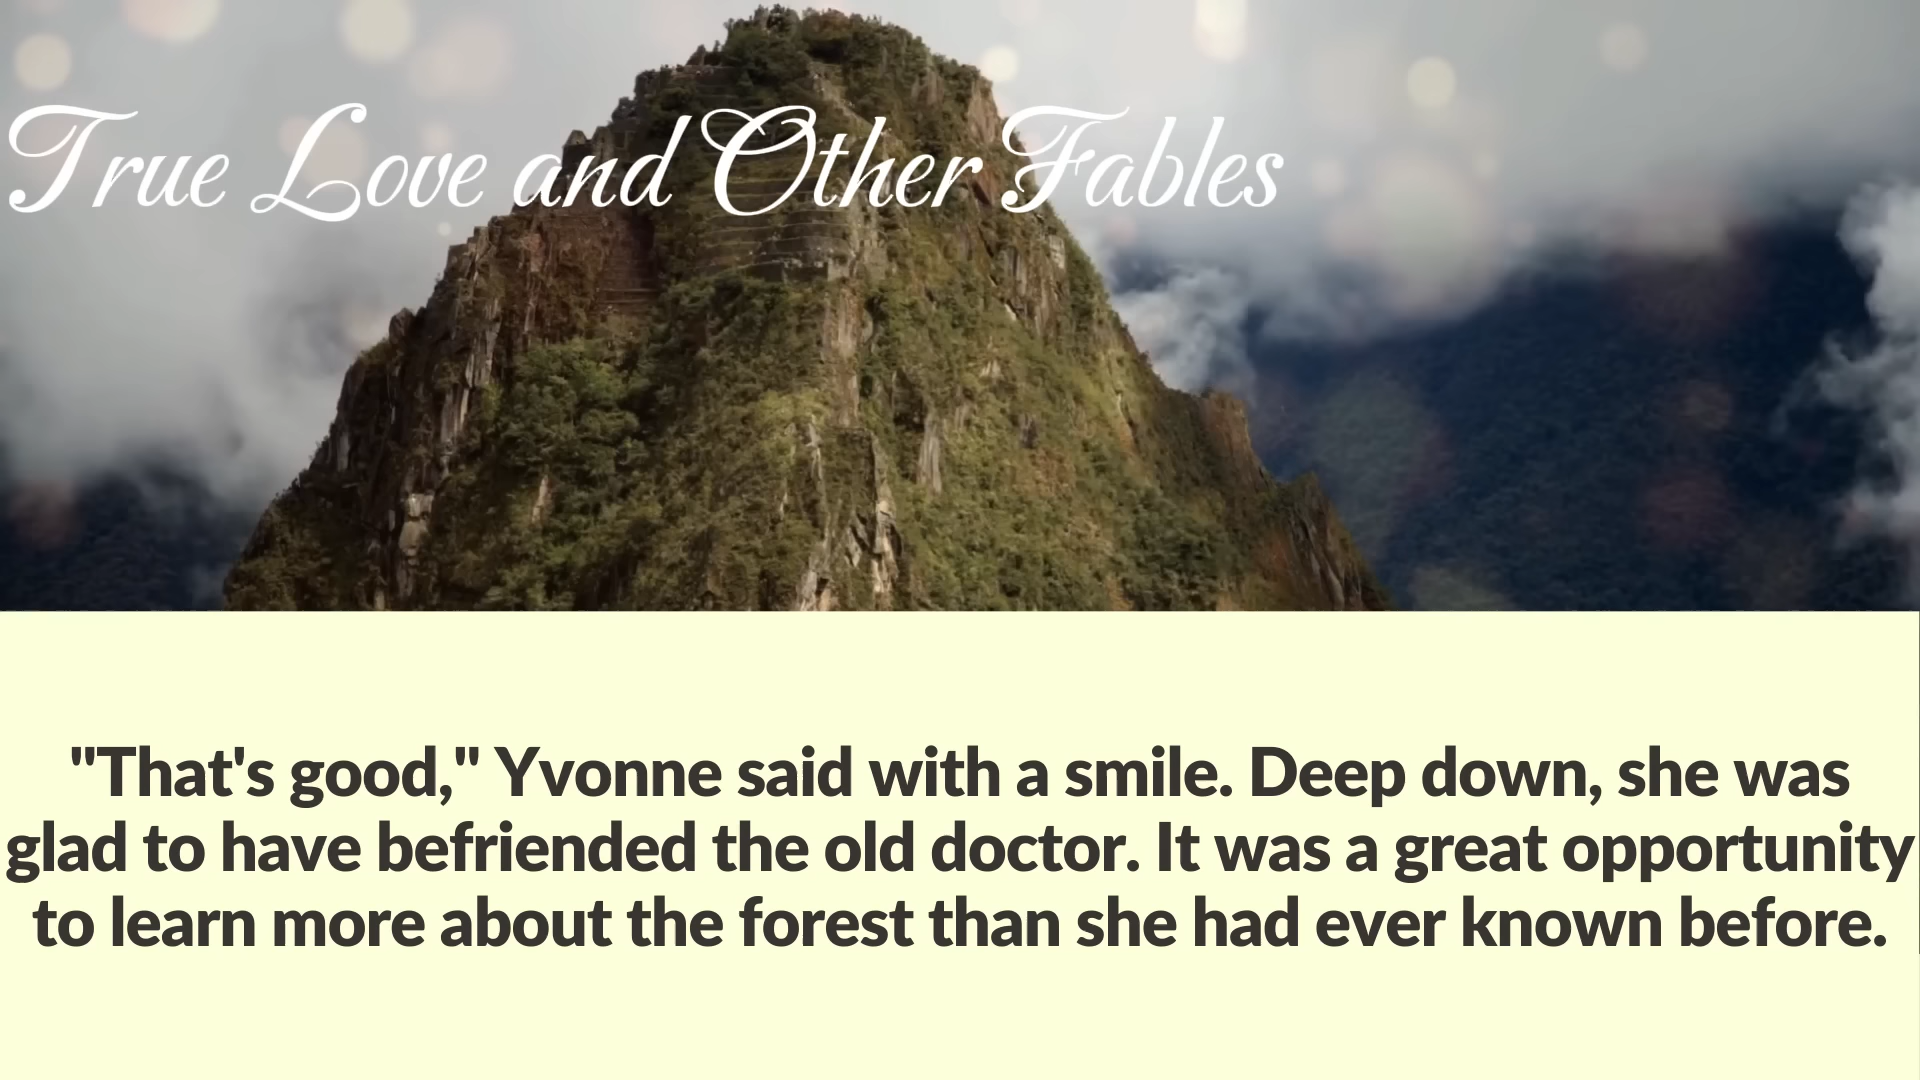 True Love and Other Fables
"That's good," Yvonne said with a smile. Deep down, she was
glad to have befriended the old doctor. It was a great opportunity
to learn more about the forest than she had ever known before.